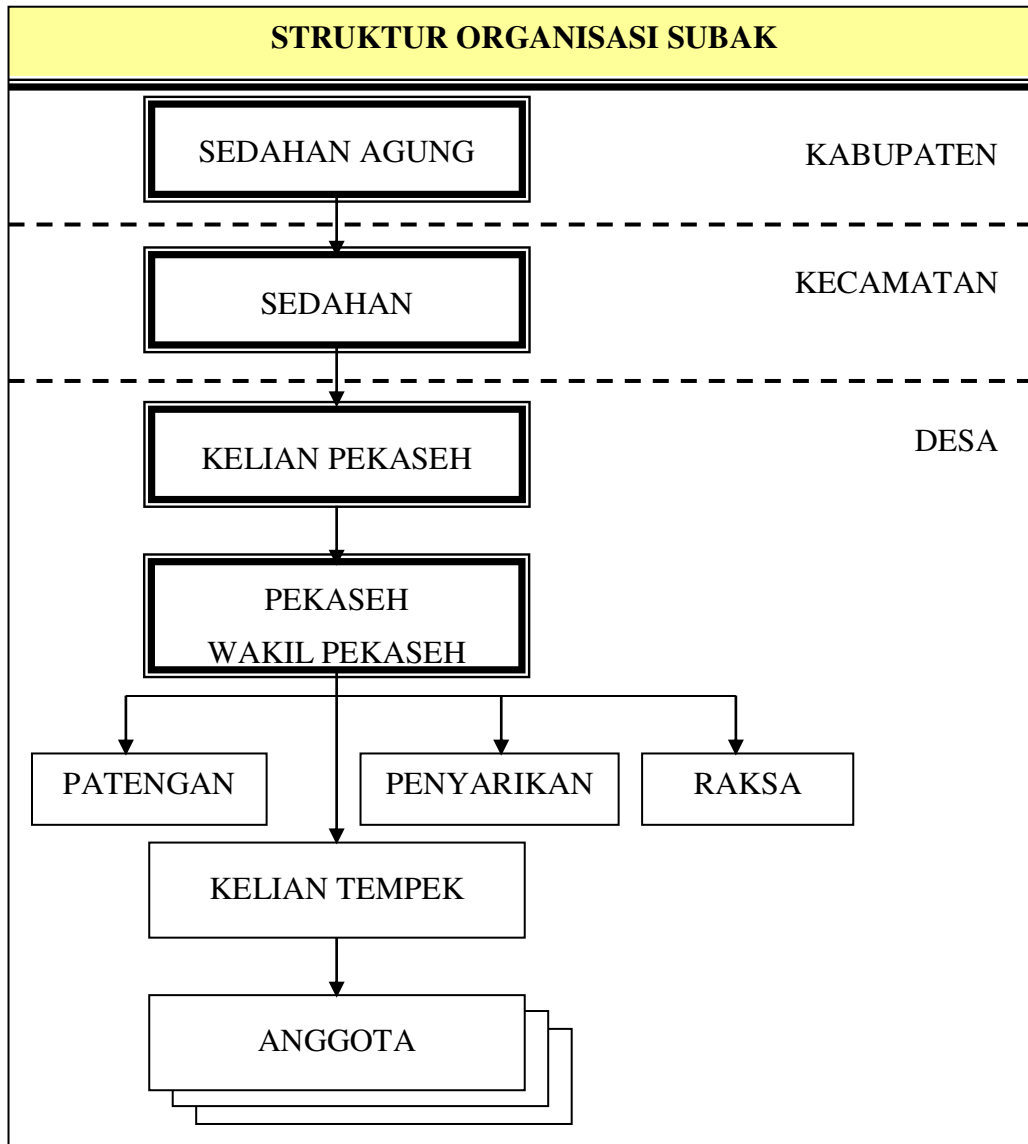 STRUKTUR ORGANISASI SUBAK
SEDAHAN AGUNG
KABUPATEN
SEDAHAN
KECAMATAN
KELIAN PEKASEH
DESA
PEKASEH
WAKIL PEKASEH
PATENGAN
PENYARIKAN
RAKSA
KELIAN TEMPEK
ANGGOTA